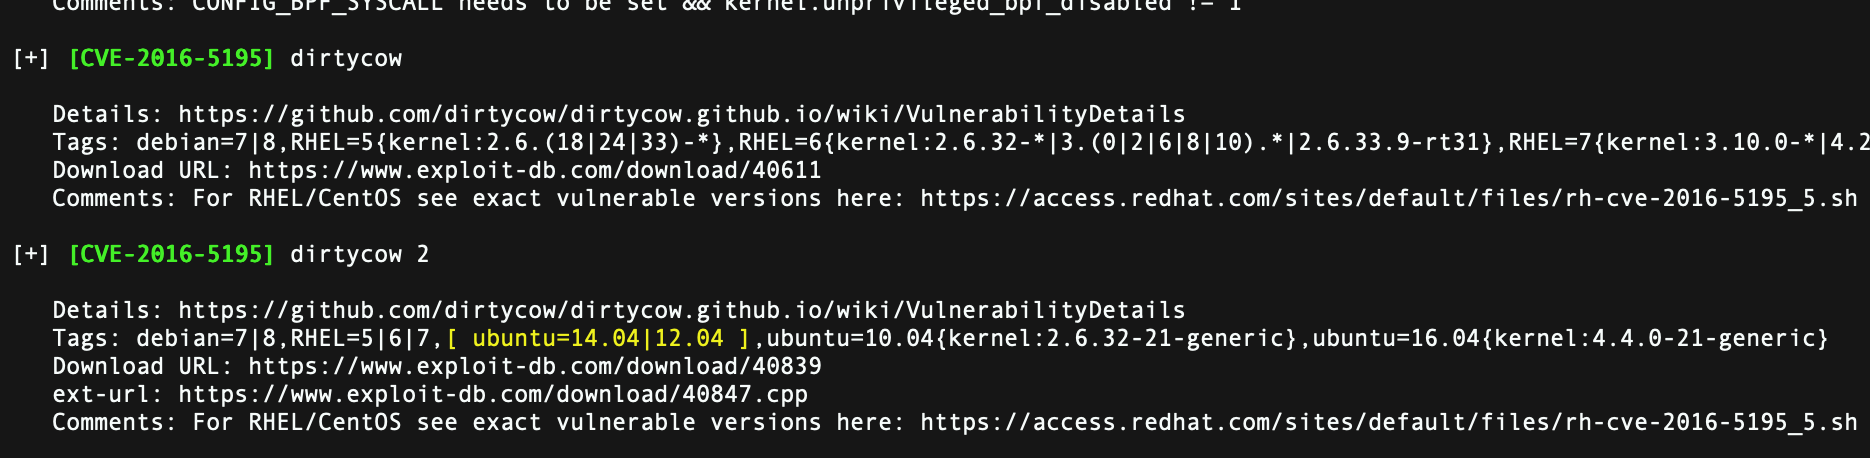 Comments: CONFIG_BPF_SYSCALL needs to be set && kernel.unprivileged_bpf_disabled != 1
[+] [CVE-2016-5195] dirtycow
Details: https://github.com/dirtycow/dirtycow.github.io/wiki/VulnerabilityDetails
Tags: debian=7|8,RHEL=5{kernel:2.6.(18|24|33)-*},RHEL=6{kernel:2.6.32-*|3.(0|2|6|8|10).*|2.6.33.9-rt31},RHEL=7{kernel:3.10.0-*|4.2
Download URL: https://www.exploit-db.com/download/40611
Comments: For RHEL/CentOS see exact vulnerable versions here: https://access.redhat.com/sites/default/files/rh-cve-2016-5195_5.sh
[+] [CVE-2016-5195] dirtycow 2
Details: https://github.com/dirtycow/dirtycow.github.io/wiki/VulnerabilityDetails
Tags: debian=7|8,RHEL=5|6|7,[ ubuntu=14.04|12.04 ],ubuntu=10.04{kernel:2.6.32-21-generic},ubuntu=16.04{kernel:4.4.0-21-generic}
Download URL: https://www.exploit-db.com/download/40839
ext-url: https://www.exploit-db.com/download/40847.cpp
Comments: For RHEL/CentOS see exact vulnerable versions here: https://access.redhat.com/sites/default/files/rh-cve-2016-5195_5.sh